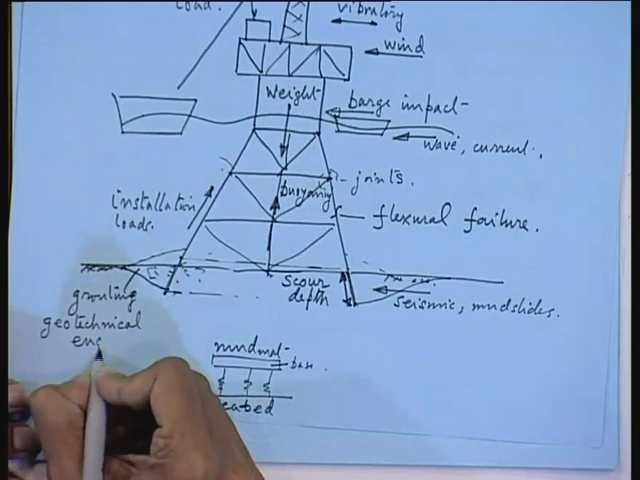 load.
vibratory
wind
Weight
barge impact
wave, current.
joints.
buoyancy
installation
loads.
flexural failure.
scour
depth
seismic, mudslides.
grouting
geotechnical
eng
mudmat
base.
seabed